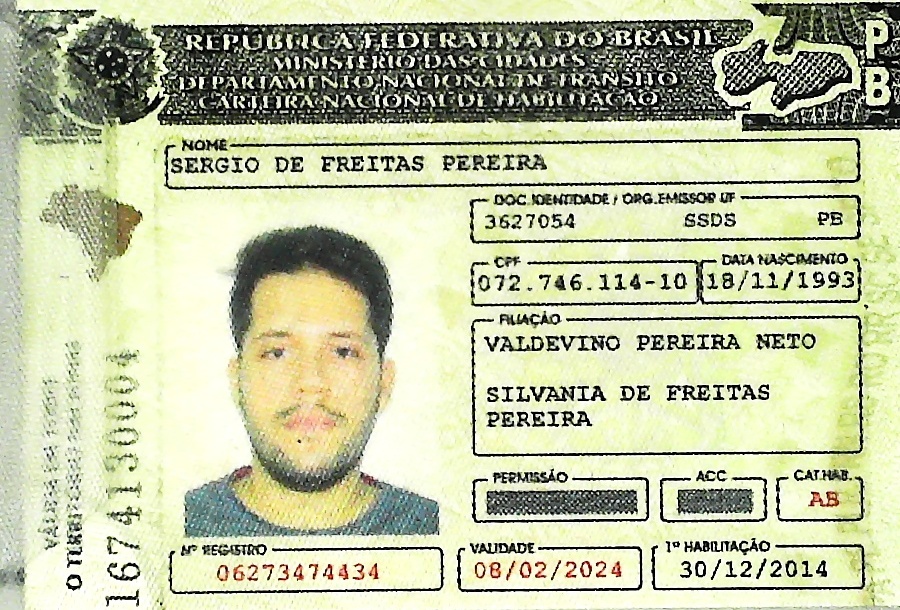 REPÚBLICA FEDERATIVA DO BRASIL
MINISTÉRIO DAS CIDADES
DEPARTAMENTO NACIONAL DE TRÂNSITO
CARTEIRA NACIONAL DE HABILITAÇÃO
PB
NOME
SERGIO DE FREITAS PEREIRA
DOC. IDENTIDADE / ORG. EMISSOR UF
3627054 SSDS PB
CPF
072.746.114-10
DATA NASCIMENTO
18/11/1993
FILIAÇÃO
VALDEVINO PEREIRA NETO
SILVANIA DE FREITAS
PEREIRA
PERMISSÃO
ACC
CAT. HAB.
AB
Nº REGISTRO
06273474434
VALIDADE
08/02/2024
1ª HABILITAÇÃO
30/12/2014
1674130004